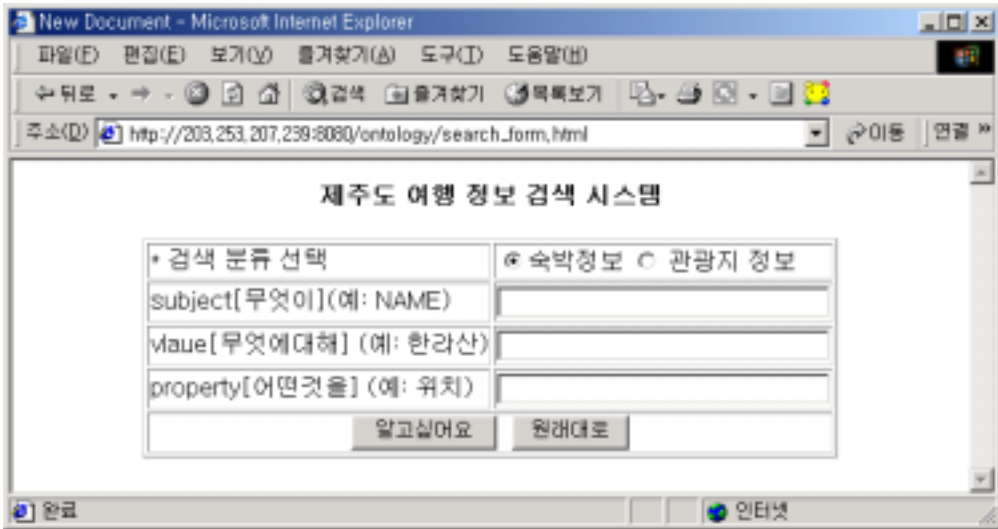 New Document - Microsoft Internet Explorer
파일(F) 편집(E) 보기(V) 즐겨찾기(A) 도구(T) 도움말(H)
뒤로 검색 즐겨찾기 목록보기
주소(D) http://203,253,207,239:8080/ontology/search_form,html 이동 연결 »
제주도 여행 정보 검색 시스템
* 검색 분류 선택 숙박정보 관광지 정보
subject[무엇이](예: NAME)
vlaue[무엇에대해] (예: 한라산)
property[어떤것을] (예: 위치)
알고싶어요 원래대로
완료 인터넷